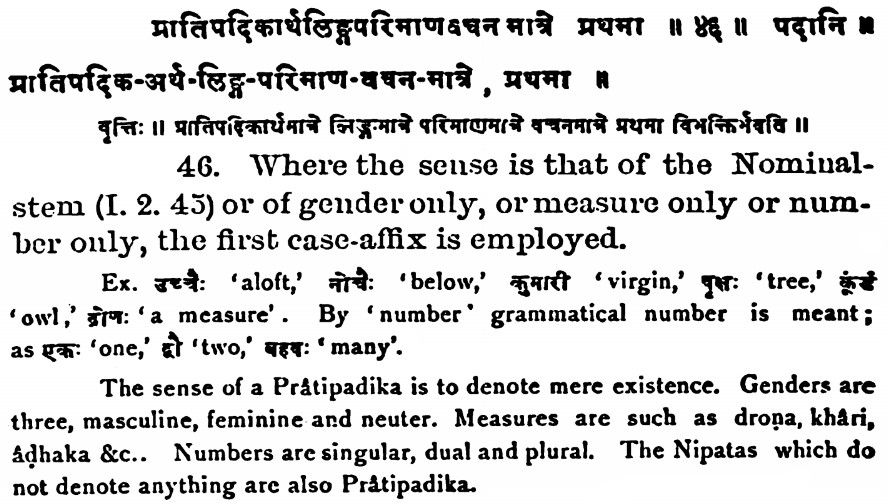 प्रातिपदिकार्थलिङ्गपरिमाणवचनमात्रे प्रथमा ॥ ४६ ॥ पदानि ॥
प्रातिपदिक-अर्थ-लिङ्ग-परिमाण-वचन-मात्रे , प्रथमा ॥
वृत्तिः ॥ प्रातिपदिकार्थमात्रे लिङ्गमात्रे परिमाणमात्रे वचनमात्रे प्रथमा विभक्तिर्भवति ॥
46. Where the sense is that of the Nominal-
stem (I. 2. 45) or of gender only, or measure only or num-
ber only, the first case-affix is employed.
Ex. उच्चैः 'aloft,' नीचैः 'below,' कुमारी 'virgin,' वृक्षः 'tree,'
'owl,' द्रोणः 'a measure'. By 'number' grammatical number is meant;
as एकः 'one,' द्वौ 'two,' बहवः 'many'.
The sense of a Prâtipadika is to denote mere existence. Genders are
three, masculine, feminine and neuter. Measures are such as droṇa, khâri,
âḍhaka &c.. Numbers are singular, dual and plural. The Nipatas which do
not denote anything are also Prâtipadika.